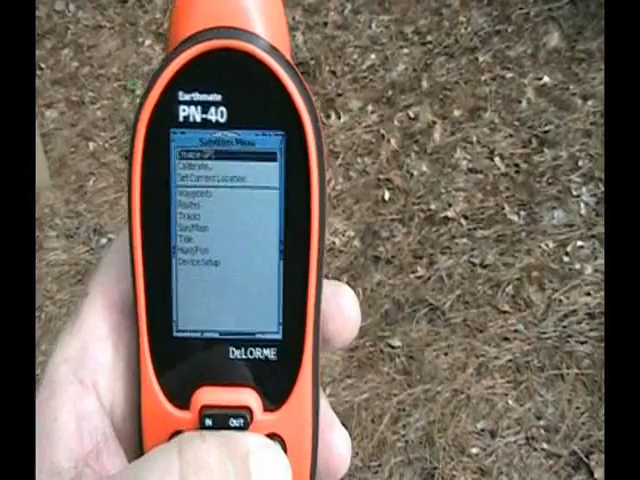 Earthmate
PN-40
Satellites Menu
Disable GPS
Calibrate...
Set Current Location
Waypoints
Routes
Tracks
Sun/Moon
Tide
Hunt/Fish
Device Setup
DELORME
IN OUT